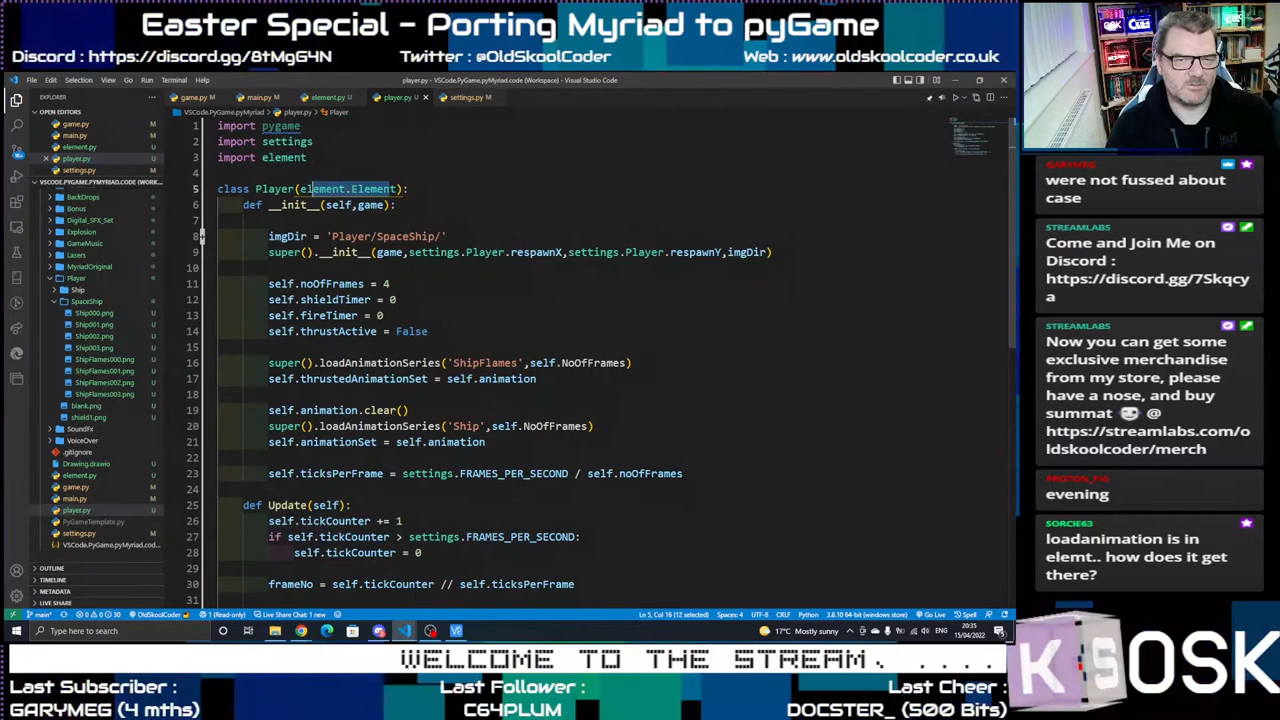 Easter Special - Porting Myriad to pyGame
Discord : https://discord.gg/8tMgG4N
Twitter : @OldSkoolCoder
Web : www.oldskoolcoder.co.uk
File Edit Selection View Go Run Terminal Help
player.py - VSCode.PyGame.pyMyriad.code (Workspace) - Visual Studio Code
EXPLORER
game.py M
main.py M
element.py U
player.py U
settings.py M
OPEN EDITORS
game.py M
main.py M
element.py U
player.py U
settings.py M
VSCODE.PYGAME.PYMYRIAD.CODE (WORK...
BackDrops
Bonus
Digital_SFX_Set
Explosion
GameMusic
Lasers
MyriadOriginal
Player
Ship
SpaceShip
Ship000.png U
Ship001.png U
Ship002.png U
Ship003.png U
ShipFlames000.png U
ShipFlames001.png U
ShipFlames002.png U
ShipFlames003.png U
blank.png U
shield1.png U
SoundFx
VoiceOver
.gitignore
Drawing.drawio U
element.py U
game.py M
main.py M
player.py U
PyGameTemplate.py
settings.py M
VSCode.PyGame.pyMyriad.cod...
OUTLINE
TIMELINE
METADATA
LIVE SHARE
VSCode.PyGame.pyMyriad > player.py > Player
1 import pygame
2 import settings
3 import element
4
5 class Player(element.Element):
6 def __init__(self,game):
7
8 imgDir = 'Player/SpaceShip/'
9 super().__init__(game,settings.Player.respawnX,settings.Player.respawnY,imgDir)
10
11 self.noOfFrames = 4
12 self.shieldTimer = 0
13 self.fireTimer = 0
14 self.thrustActive = False
15
16 super().loadAnimationSeries('ShipFlames',self.NoOfFrames)
17 self.thrustedAnimationSet = self.animation
18
19 self.animation.clear()
20 super().loadAnimationSeries('Ship',self.NoOfFrames)
21 self.animationSet = self.animation
22
23 self.ticksPerFrame = settings.FRAMES_PER_SECOND / self.noOfFrames
24
25 def Update(self):
26 self.tickCounter += 1
27 if self.tickCounter > settings.FRAMES_PER_SECOND:
28 self.tickCounter = 0
29
30 frameNo = self.tickCounter // self.ticksPerFrame
31
main* 0 0 30 OldSkoolCoder 1 (Read-only) Live Share Chat: 1 new
Ln 5, Col 16 (12 selected) Spaces: 4 UTF-8 CRLF Python 3.8.10 64-bit (windows store) Go Live Spell
Type here to search
17°C Mostly sunny
ENG
20:35
15/04/2022
GARYMEG
were not fussed about
case
STREAMLABS
Come and Join Me on
Discord :
https://discord.gg/7Skqcy
a
STREAMLABS
Now you can get some
exclusive merchandise
from my store, please
have a nose, and buy
summat @
https://streamlabs.com/o
ldskoolcoder/merch
evening
SORCIE63
loadanimation is in
elemt.. how does it get
there?
WELCOME TO THE STREAM. ....
Last Subscriber :
GARYMEG (4 mths)
Last Follower :
C64PLUM
Last Cheer :
DOCSTER_ (500 Bits)
K
OSK